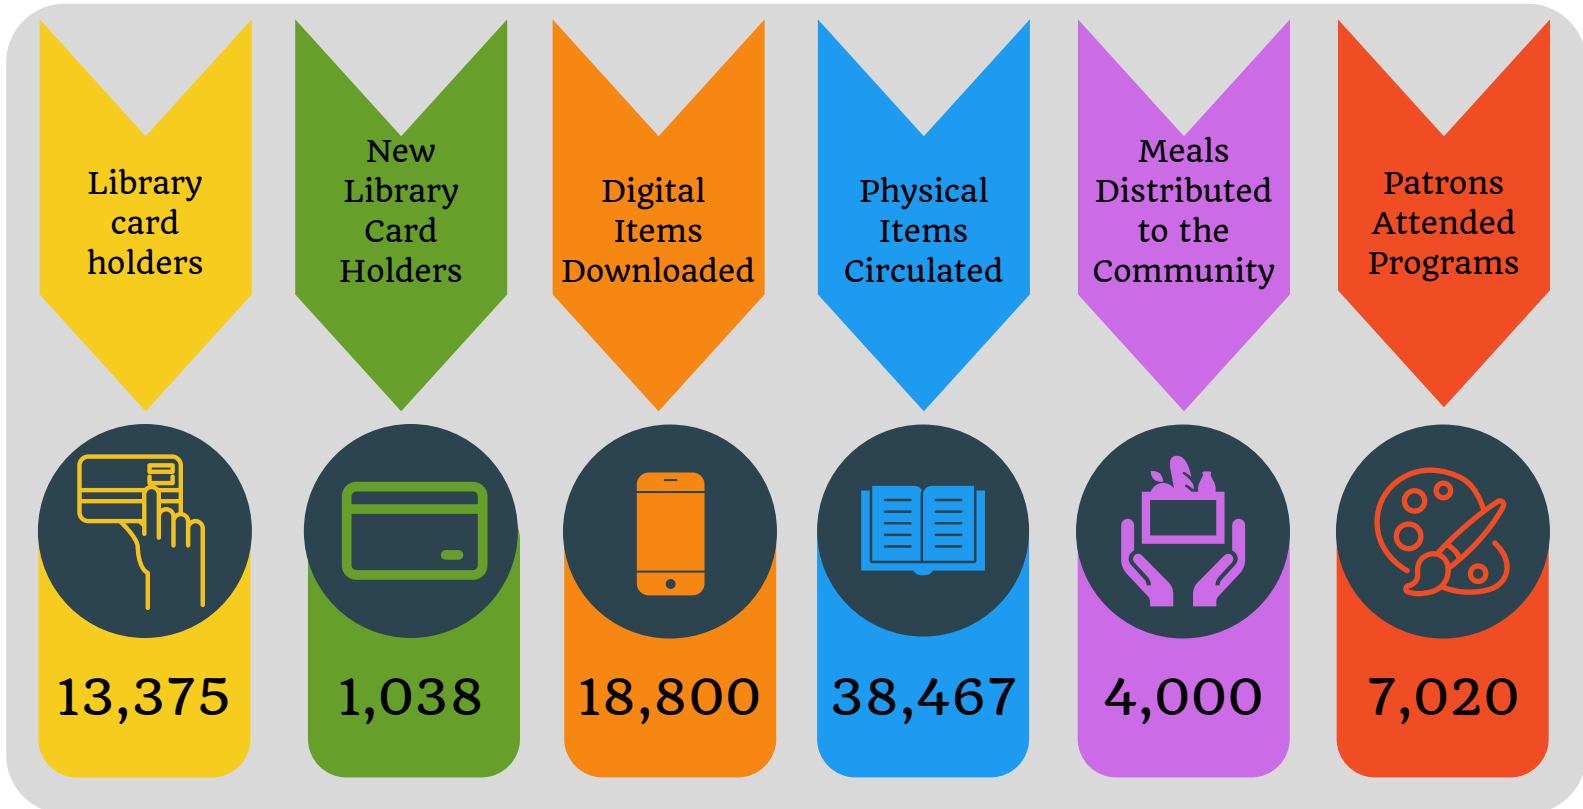 Library
card
holders
New
Library
Card
Holders
Digital
Items
Downloaded
Physical
Items
Circulated
Meals
Distributed
to the
Community
Patrons
Attended
Programs
13,375
1,038
18,800
38,467
4,000
7,020